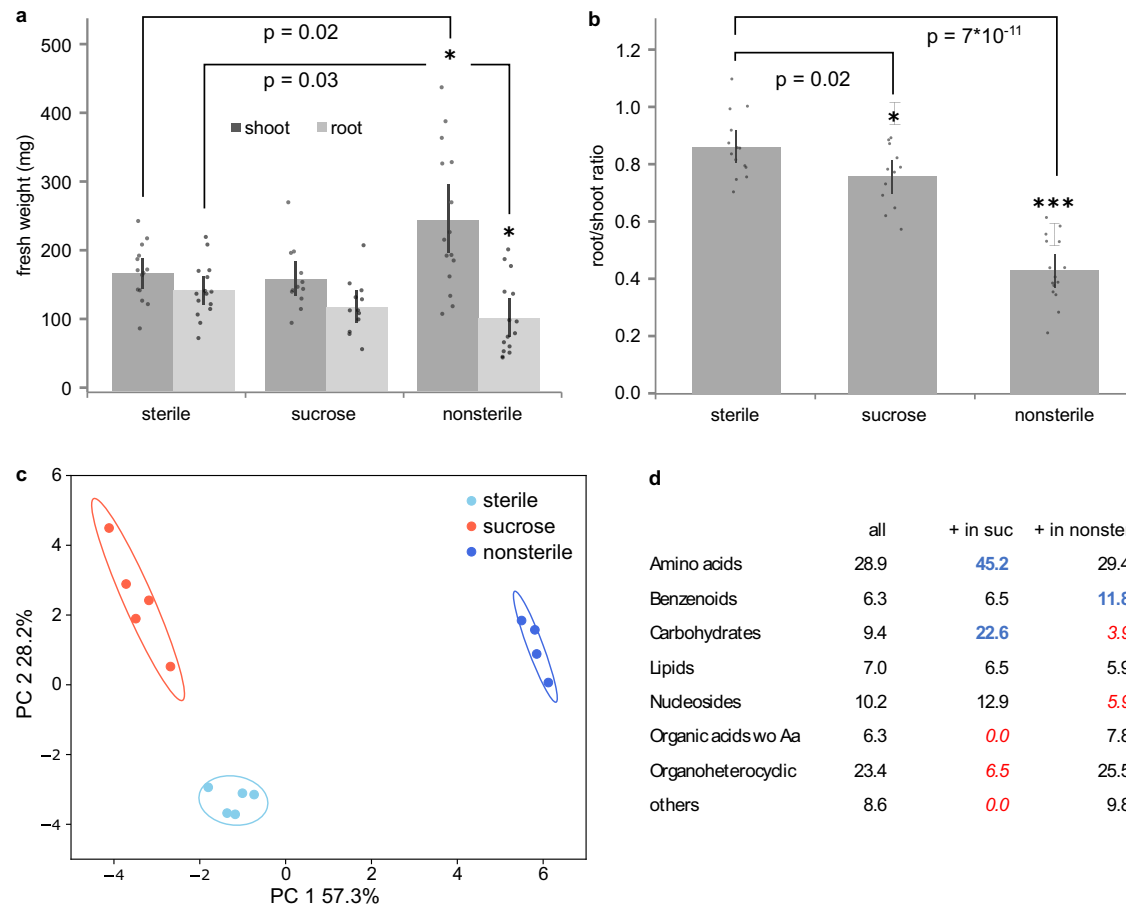 a
p = 0.02
*
p = 0.03
shoot root
*
fresh weight (mg)
500
400
300
200
100
0
sterile sucrose nonsterile
b
p = 7*10-11
p = 0.02
*
***
root/shoot ratio
1.2
1.0
0.8
0.6
0.4
0.2
0.0
sterile sucrose nonsterile
c
sterile
sucrose
nonsterile
PC 2 28.2%
6
4
2
0
−2
−4
−4 −2 0 2 4 6
PC 1 57.3%
d
all + in suc + in nonster
Amino acids 28.9 45.2 29.4
Benzenoids 6.3 6.5 11.8
Carbohydrates 9.4 22.6 3.9
Lipids 7.0 6.5 5.9
Nucleosides 10.2 12.9 5.9
Organic acids wo Aa 6.3 0.0 7.8
Organoheterocyclic 23.4 6.5 25.5
others 8.6 0.0 9.8